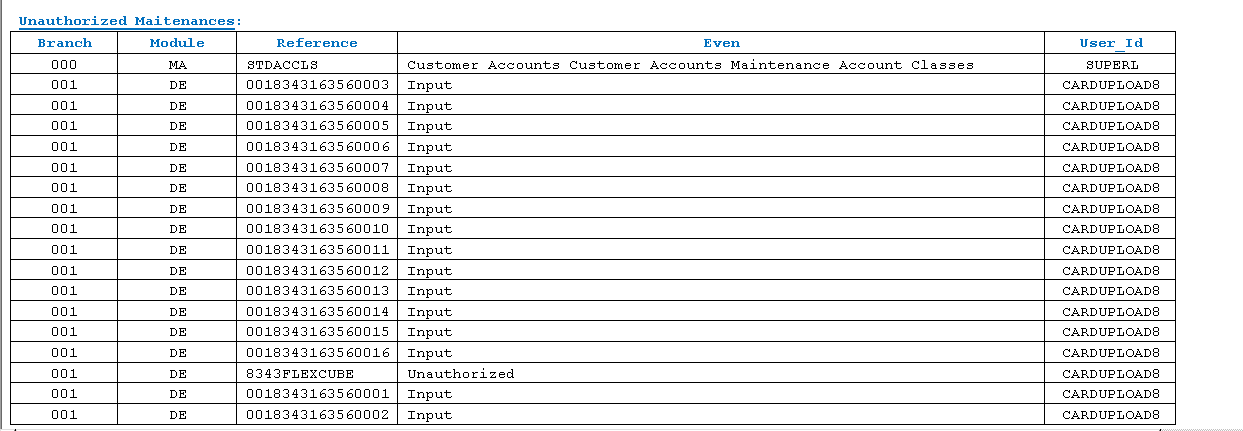 Unauthorized Maitenances:
Branch Module Reference Even User_Id
000 MA STDACCLS Customer Accounts Customer Accounts Maintenance Account Classes SUPERL
001 DE 0018343163560003 Input CARDUPLOAD8
001 DE 0018343163560004 Input CARDUPLOAD8
001 DE 0018343163560005 Input CARDUPLOAD8
001 DE 0018343163560006 Input CARDUPLOAD8
001 DE 0018343163560007 Input CARDUPLOAD8
001 DE 0018343163560008 Input CARDUPLOAD8
001 DE 0018343163560009 Input CARDUPLOAD8
001 DE 0018343163560010 Input CARDUPLOAD8
001 DE 0018343163560011 Input CARDUPLOAD8
001 DE 0018343163560012 Input CARDUPLOAD8
001 DE 0018343163560013 Input CARDUPLOAD8
001 DE 0018343163560014 Input CARDUPLOAD8
001 DE 0018343163560015 Input CARDUPLOAD8
001 DE 0018343163560016 Input CARDUPLOAD8
001 DE 8343FLEXCUBE Unauthorized CARDUPLOAD8
001 DE 0018343163560001 Input CARDUPLOAD8
001 DE 0018343163560002 Input CARDUPLOAD8